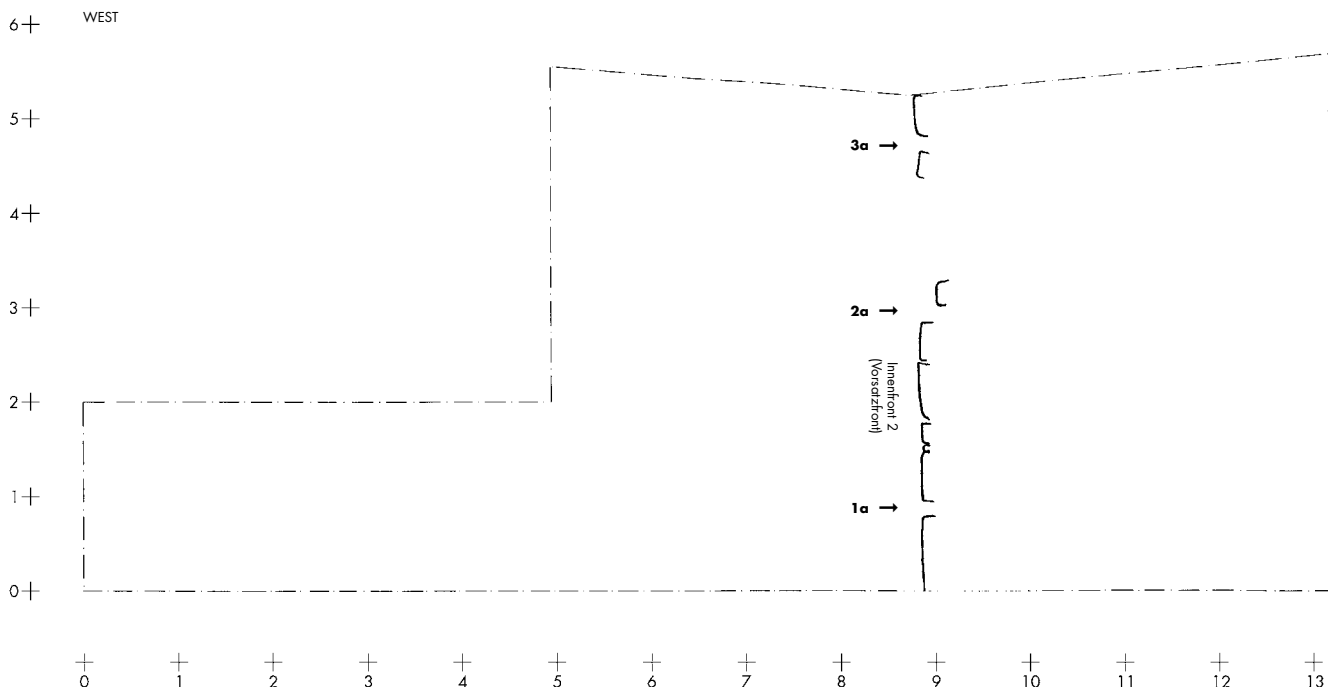 WEST
6
5
4
3
2
1
0
3a →
2a →
1a →
Innenfront 2
(Vorsatzfront)
0 1 2 3 4 5 6 7 8 9 10 11 12 13